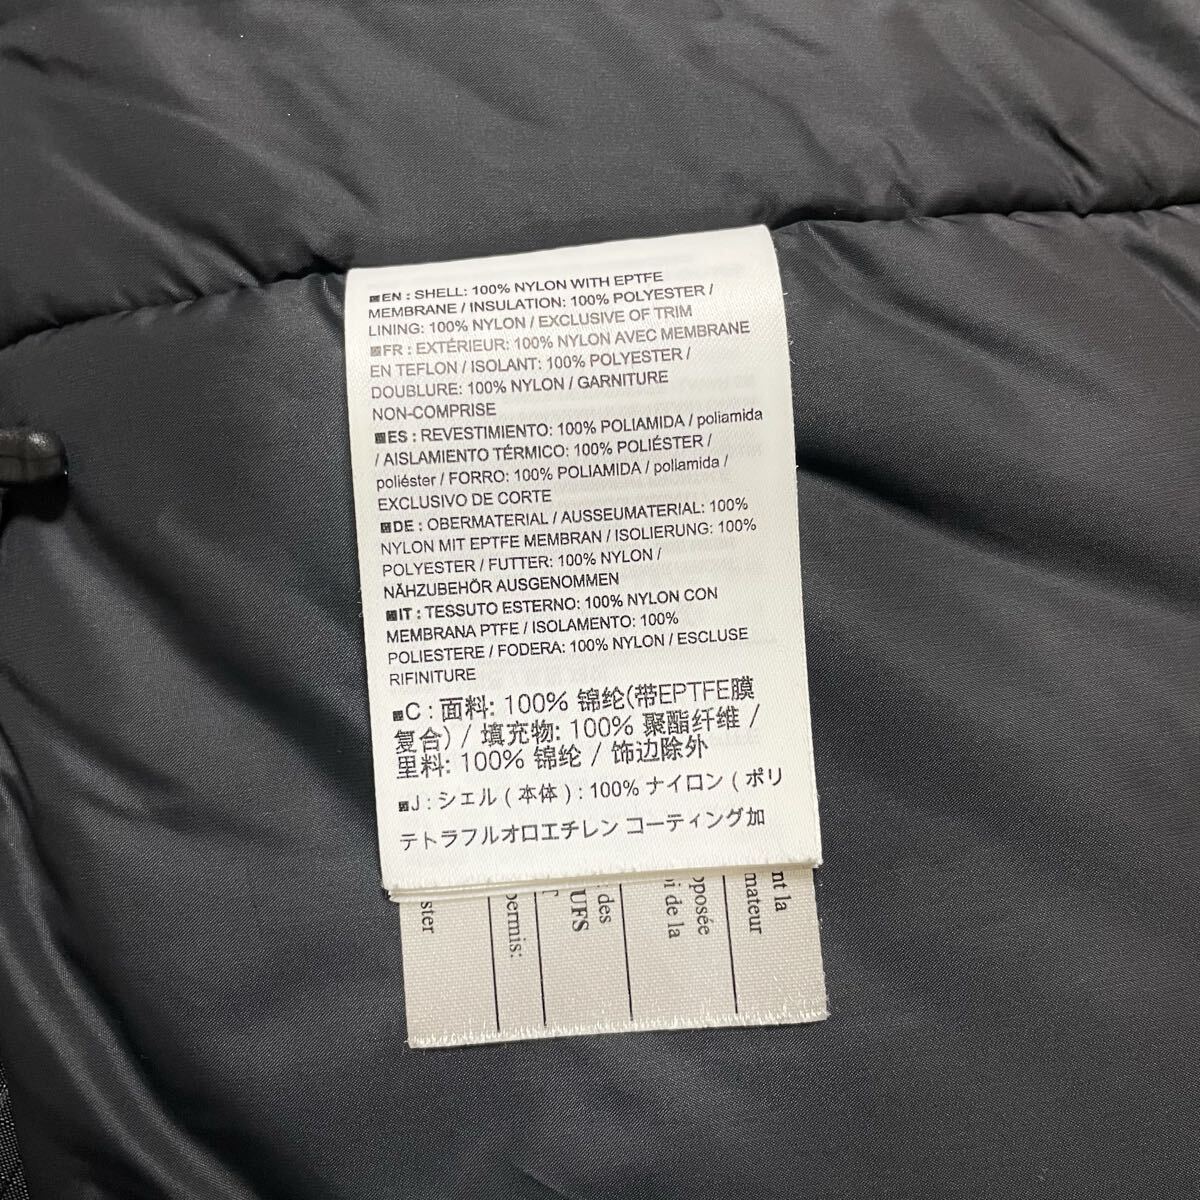 EN : SHELL: 100% NYLON WITH EPTFE
MEMBRANE / INSULATION: 100% POLYESTER /
LINING: 100% NYLON / EXCLUSIVE OF TRIM
FR : EXTÉRIEUR: 100% NYLON AVEC MEMBRANE
EN TEFLON / ISOLANT: 100% POLYESTER /
DOUBLURE: 100% NYLON / GARNITURE
NON-COMPRISE
ES : REVESTIMIENTO: 100% POLIAMIDA / poliamida
/ AISLAMIENTO TÉRMICO: 100% POLIÉSTER /
poliéster / FORRO: 100% POLIAMIDA / poliamida /
EXCLUSIVO DE CORTE
DE : OBERMATERIAL / AUSSEUMATERIAL: 100%
NYLON MIT EPTFE MEMBRAN / ISOLIERUNG: 100%
POLYESTER / FUTTER: 100% NYLON /
NÄHZUBEHÖR AUSGENOMMEN
IT : TESSUTO ESTERNO: 100% NYLON CON
MEMBRANA PTFE / ISOLAMENTO: 100%
POLIESTERE / FODERA: 100% NYLON / ESCLUSE
RIFINITURE
C : 面料: 100% 锦纶(带EPTFE膜
复合) / 填充物: 100% 聚酯纤维 /
里料: 100% 锦纶 / 饰边除外
J : シェル ( 本体 ) : 100% ナイロン ( ポリ
テトラフルオロエチレン コーティング加
nt la
mateur
posée
i de la
des
UFS
permis:
ster